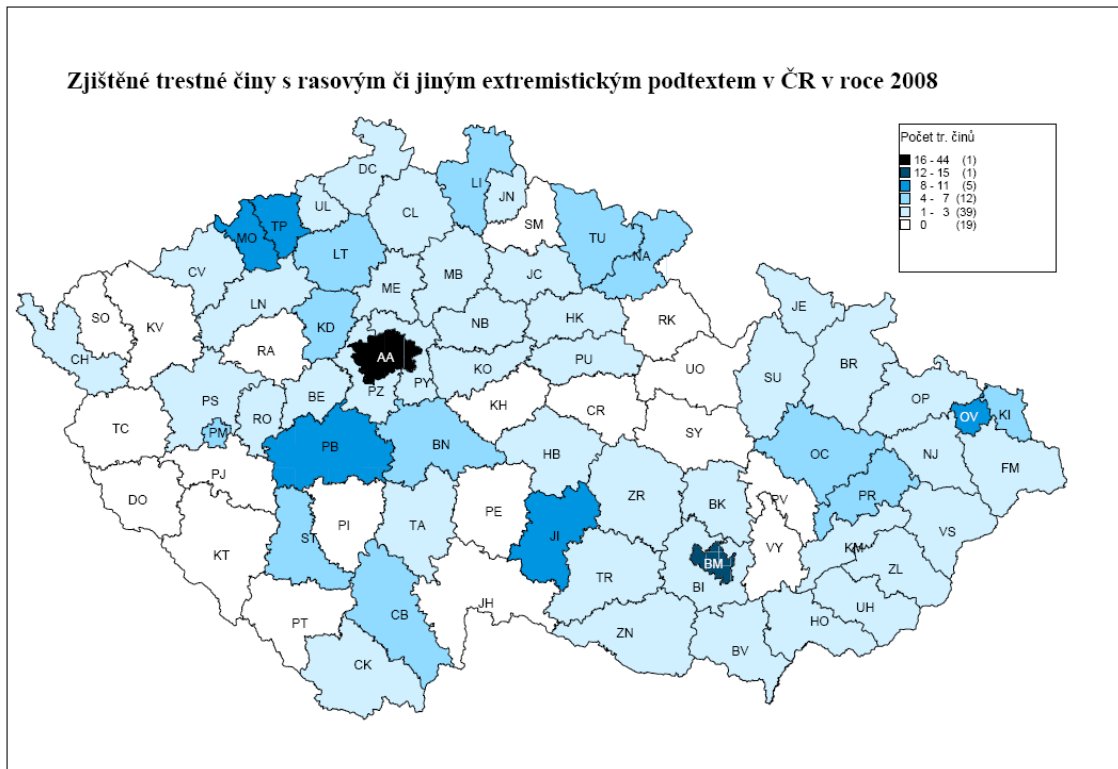 Zjištěné trestné činy s rasovým či jiným extremistickým podtextem v ČR v roce 2008
Počet tr. činů
16 - 44 (1)
12 - 15 (1)
8 - 11 (5)
4 - 7 (12)
1 - 3 (39)
0 (19)
DC
LI
JN
UL
CL
SM
TP
MO
TU
NA
LT
CV
MB
JC
ME
LN
JE
SO
KV
NB
HK
RK
KD
RA
AA
CH
PU
KO
PY
UO
SU
BR
PZ
BE
PS
RO
KH
CR
OP
OV
KI
TC
PM
PB
BN
SY
HB
OC
NJ
FM
PJ
DO
ZR
PR
BK
PV
PE
PI
TA
ST
JI
VS
KT
VY
KM
BM
ZL
TR
BI
JH
CB
UH
PT
HO
ZN
BV
CK